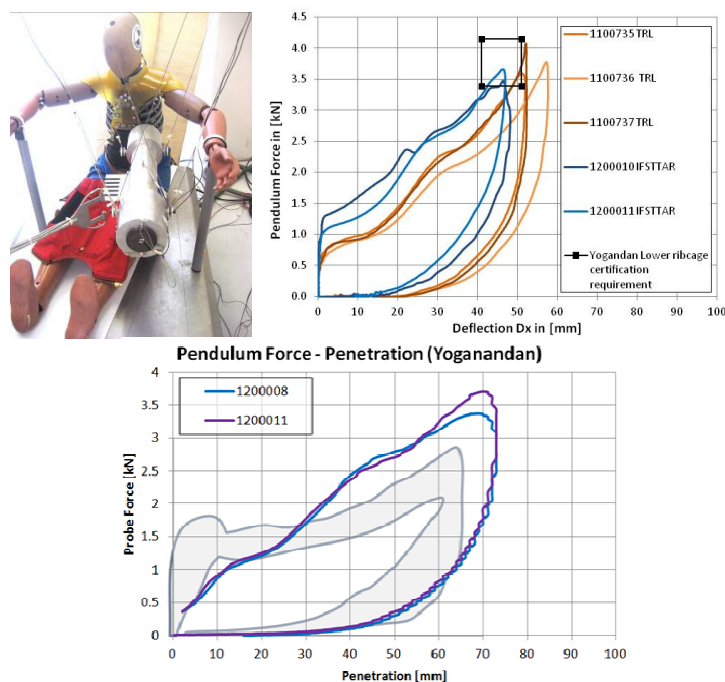 4.5
4.0
3.5
3.0
2.5
2.0
1.5
1.0
0.5
0.0
Pendulum Force in [kN]
0 10 20 30 40 50 60 70 80 90 100
Deflection Dx in [mm]
1100735 TRL
1100736 TRL
1100737 TRL
1200010 IFSTTAR
1200011 IFSTTAR
Yogandan Lower ribcage
certification
requirement
Pendulum Force - Penetration (Yoganandan)
4
3.5
3
2.5
2
1.5
1
0.5
0
Probe Force [kN]
1200008
1200011
0 10 20 30 40 50 60 70 80 90 100
Penetration [mm]